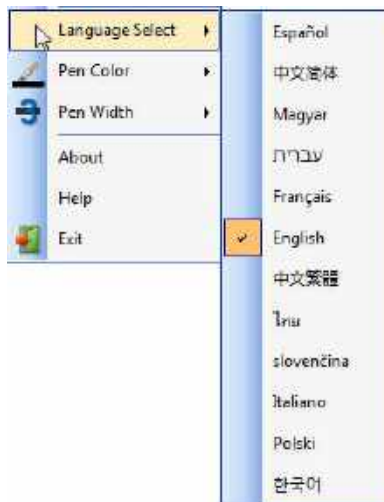 Language Select
Pen Color
Pen Width
About
Help
Exit
Español
中文简体
Magyar
עברית
Français
English
中文繁體
ไทย
slovenčina
Italiano
Polski
한국어